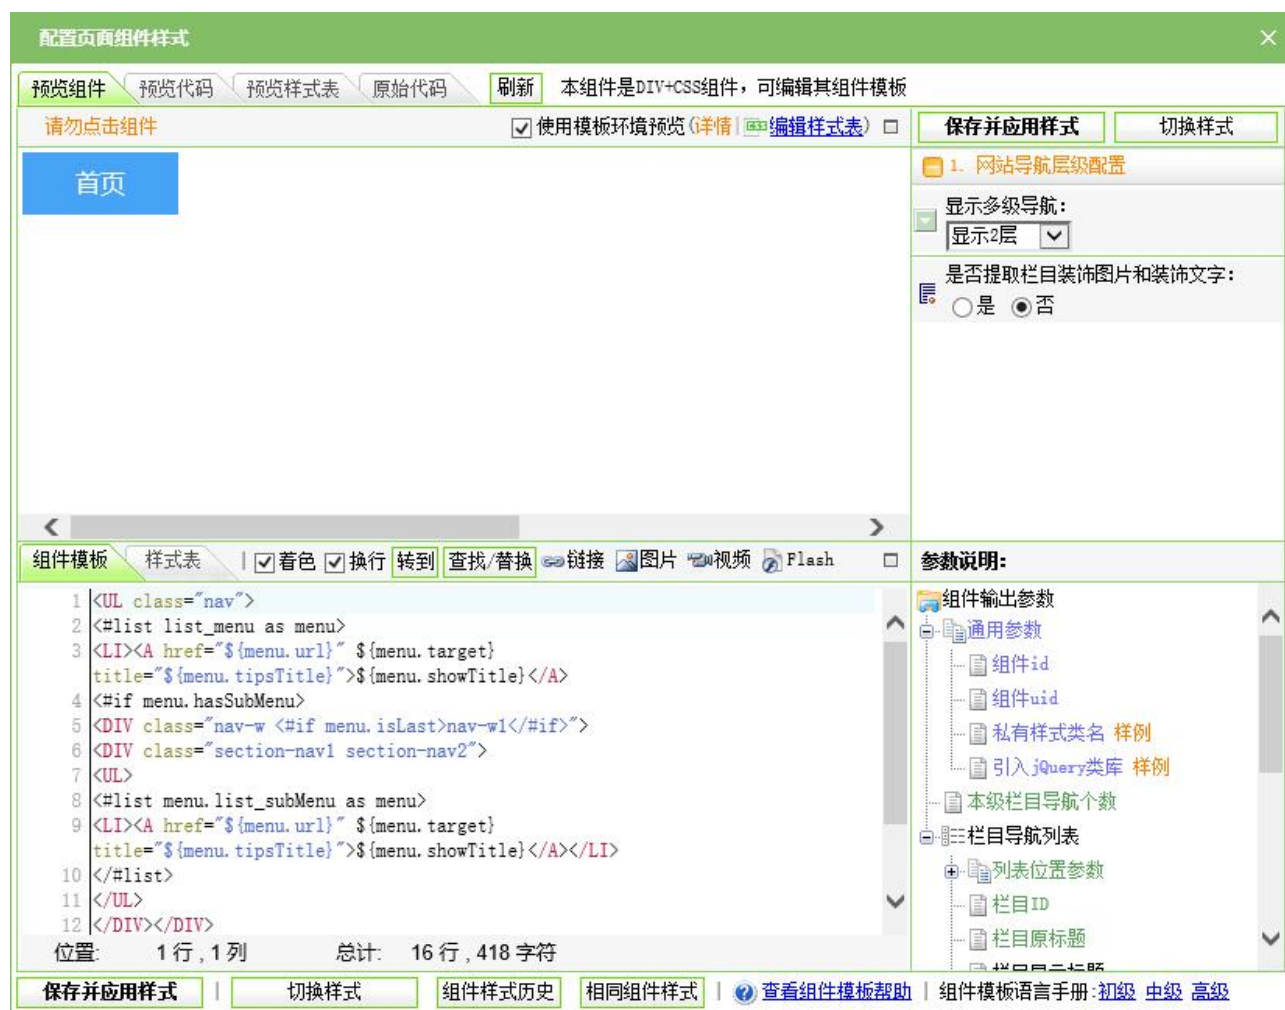 配置页面组件样式
预览组件 预览代码 预览样式表 原始代码 刷新 本组件是DIV+CSS组件，可编辑其组件模板
请勿点击组件 使用模板环境预览(详情|编辑样式表) 保存并应用样式 切换样式
首页
1. 网站导航层级配置
显示多级导航：
显示2层
是否提取栏目装饰图片和装饰文字：
是 否
组件模板 样式表 | 着色 换行 转到 查找/替换 链接 图片 视频 Flash
参数说明：
1 <UL class="nav">
2 <#list list_menu as menu>
3 <LI><A href="${menu.url}" ${menu.target}
title="${menu.tipsTitle}">${menu.showTitle}</A>
4 <#if menu.hasSubMenu>
5 <DIV class="nav-w <#if menu.isLast>nav-w1</#if>">
6 <DIV class="section-nav1 section-nav2">
7 <UL>
8 <#list menu.list_subMenu as menu>
9 <LI><A href="${menu.url}" ${menu.target}
title="${menu.tipsTitle}">${menu.showTitle}</A></LI>
10 </#list>
11 </UL>
12 </DIV></DIV>
位置: 1 行 , 1 列 总计: 16 行 , 418 字符
组件输出参数
通用参数
组件id
组件uid
私有样式类名 样例
引入jQuery类库 样例
本级栏目导航个数
栏目导航列表
列表位置参数
栏目ID
栏目原标题
栏目显示标题
保存并应用样式 | 切换样式 组件样式历史 相同组件样式 | 查看组件模板帮助 | 组件模板语言手册:初级 中级 高级